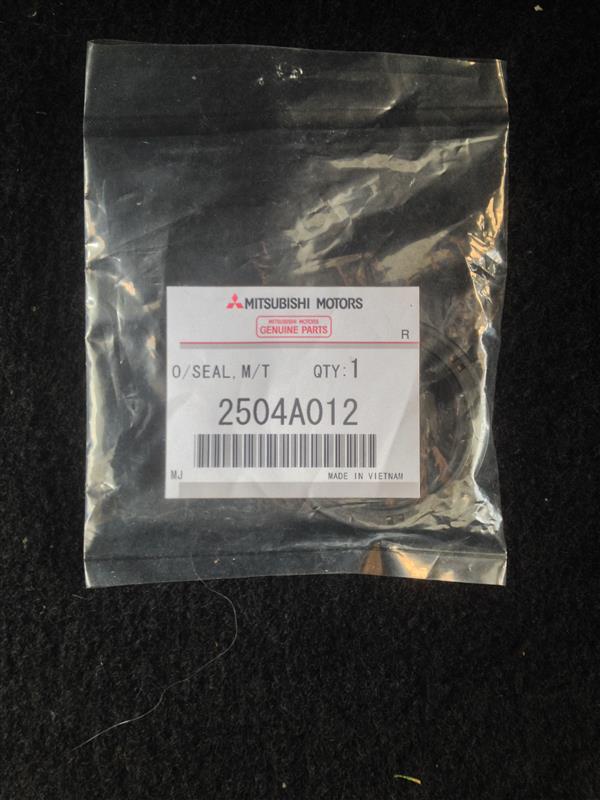 MITSUBISHI MOTORS
MITSUBISHI MOTORS
GENUINE PARTS
R
O/SEAL,M/T QTY:1
2504A012
MJ MADE IN VIETNAM